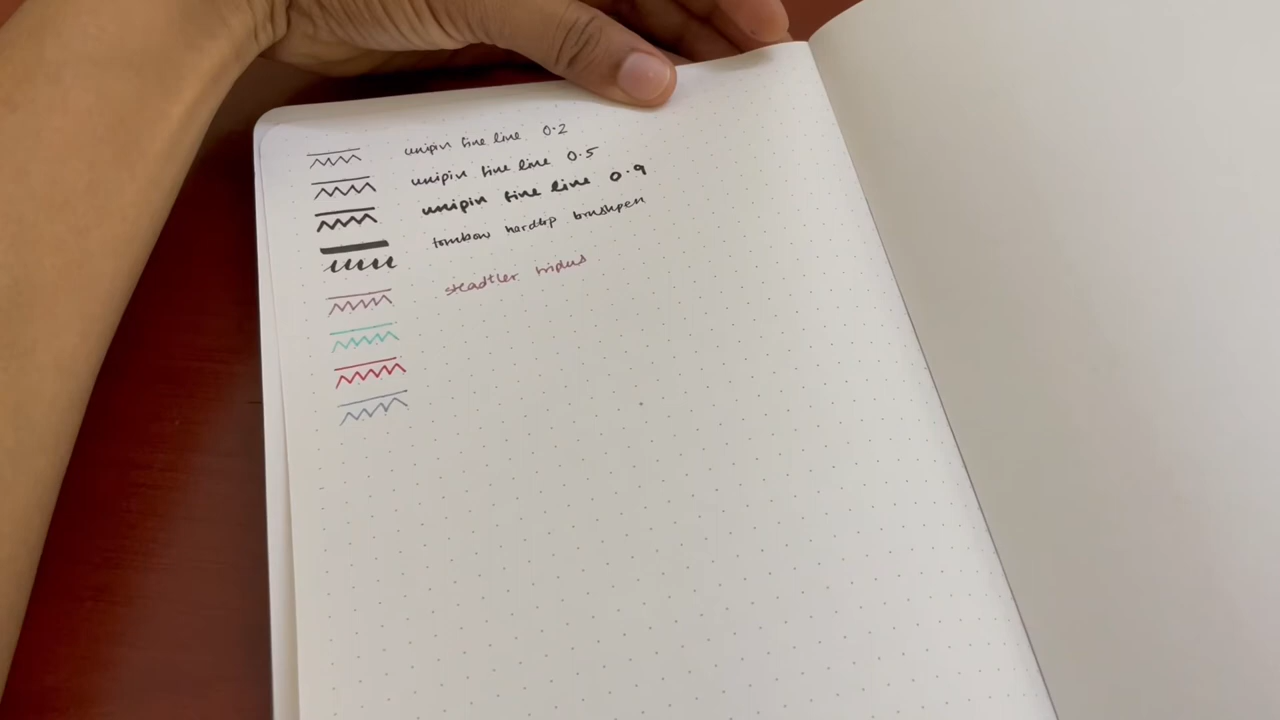 unipin fine line 0.2
unipin fine line 0.5
unipin fine line 0.9
tombow hardtip brushpen
steadtler triplus